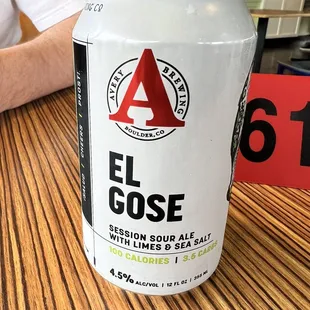 AVERY BREWING
A
BOULDER, CO
EL
GOSE
SESSION SOUR ALE
WITH LIMES & SEA SALT
100 CALORIES | 3.5 CARBS
4.5% ALC/VOL | 12 FL OZ | 355 ML
61